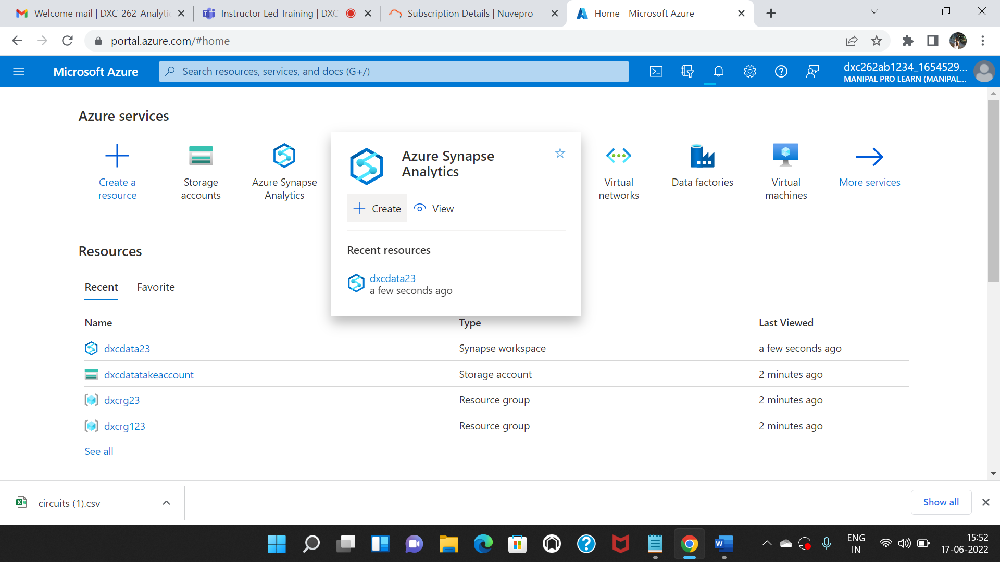 Welcome mail | DXC-262-Analytic
Instructor Led Training | DXC-
Subscription Details | Nuvepro
Home - Microsoft Azure
portal.azure.com/#home
Microsoft Azure
Search resources, services, and docs (G+/)
dxc262ab1234_1654529...
MANIPAL PRO LEARN (MANIPAL...
Azure services
Create a
resource
Storage
accounts
Azure Synapse
Analytics
Azure Synapse
Analytics
Create
View
Recent resources
dxcdata23
a few seconds ago
Virtual
networks
Data factories
Virtual
machines
More services
Resources
Recent
Favorite
Name
Type
Last Viewed
dxcdata23
Synapse workspace
a few seconds ago
dxcdatatakeaccount
Storage account
2 minutes ago
dxcrg23
Resource group
2 minutes ago
dxcrg123
Resource group
2 minutes ago
See all
circuits (1).csv
Show all
ENG
IN
15:52
17-06-2022